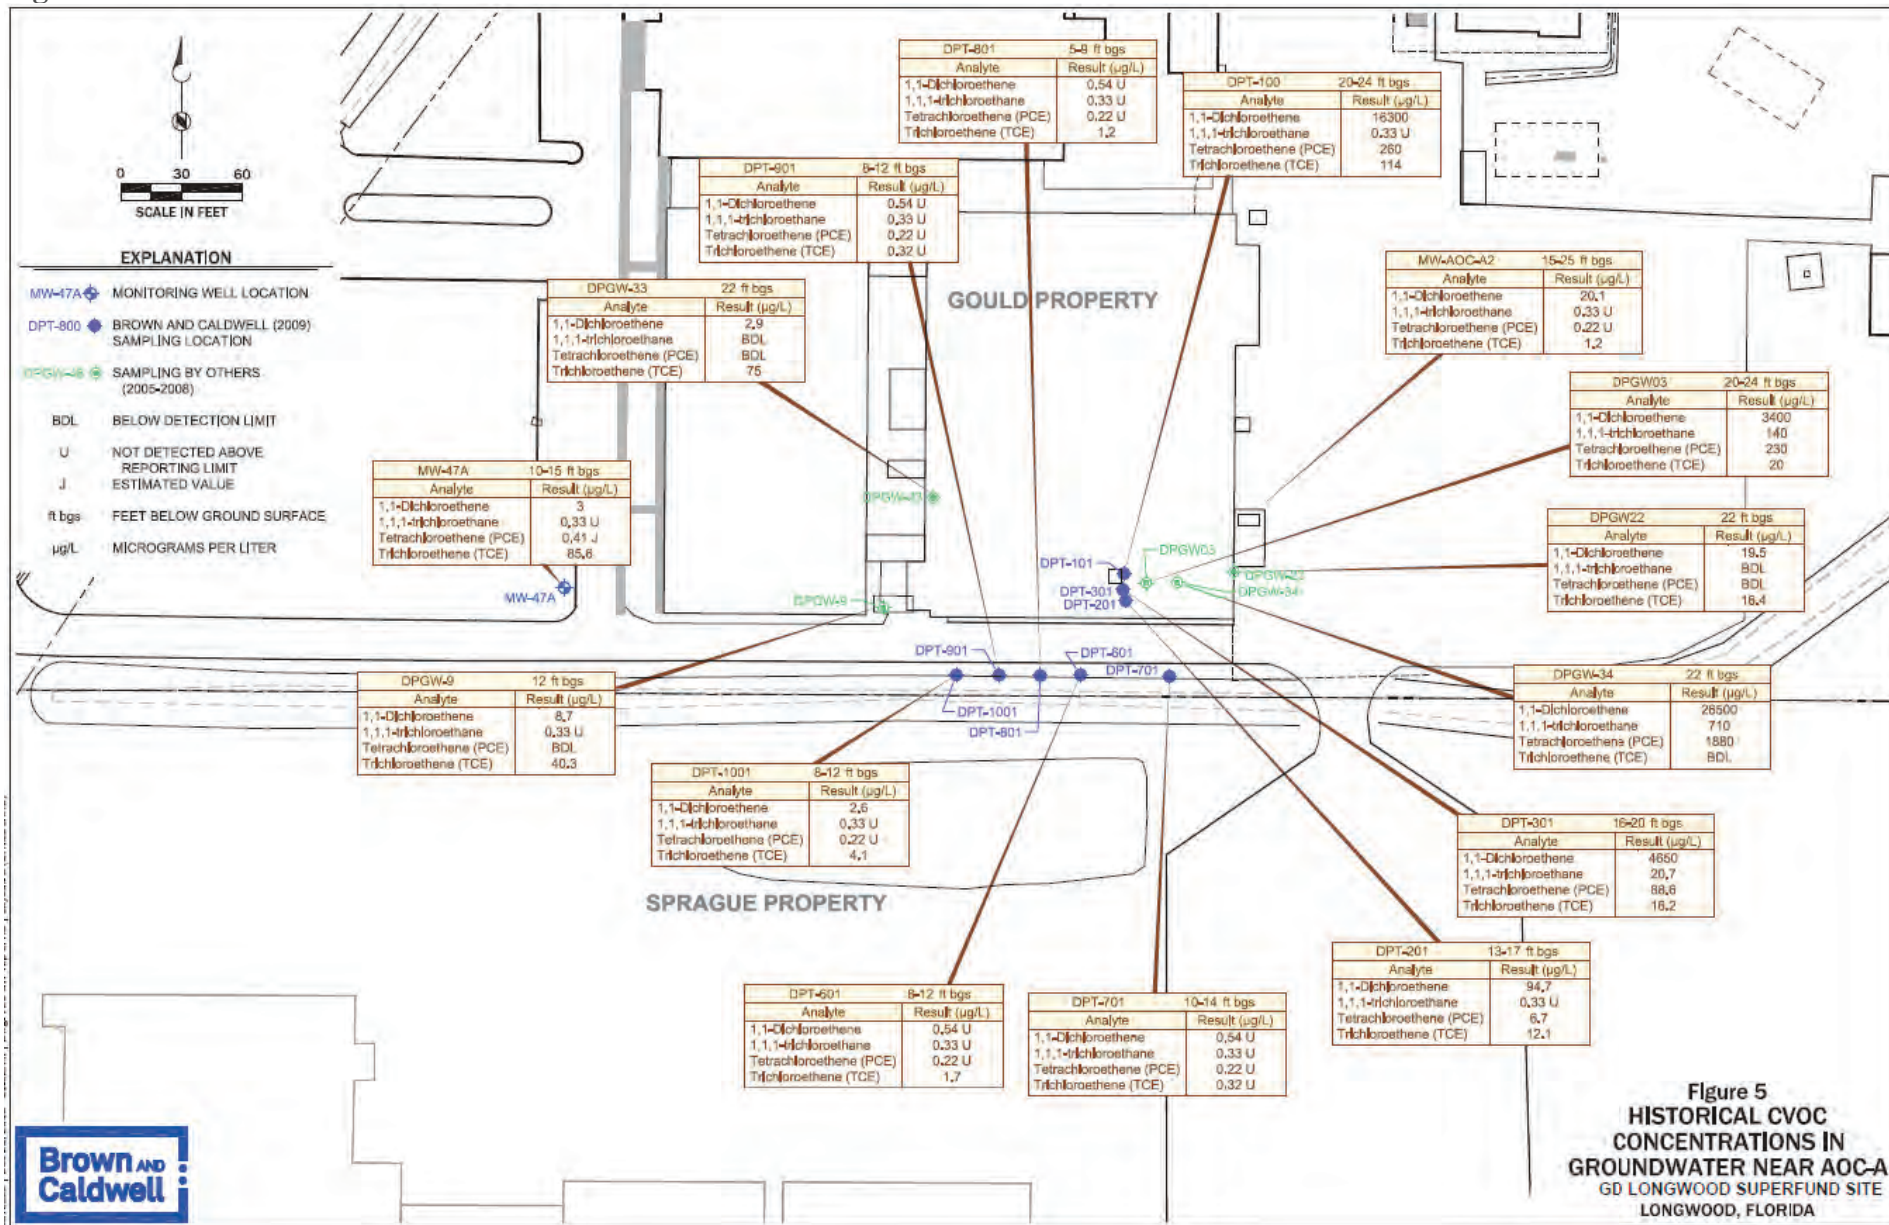 0 30 60
SCALE IN FEET
EXPLANATION
MW-47A MONITORING WELL LOCATION
DPT-800 BROWN AND CALDWELL (2009)
SAMPLING LOCATION
SAMPLING BY OTHERS
(2005-2008)
BDL BELOW DETECTION LIMIT
U NOT DETECTED ABOVE
REPORTING LIMIT
J ESTIMATED VALUE
ft bgs FEET BELOW GROUND SURFACE
µg/L MICROGRAMS PER LITER
DPT-801 5-9 ft bgs
Analyte Result (µg/L)
1,1-Dichloroethene 0.54 U
1,1,1-trichloroethane 0.33 U
Tetrachloroethene (PCE) 0.22 U
Trichloroethene (TCE) 1.2
DPT-100 20-24 ft bgs
Analyte Result (µg/L)
1,1-Dichloroethene 16300
1,1,1-trichloroethane 0.33 U
Tetrachloroethene (PCE) 260
Trichloroethene (TCE) 114
DPT-901 8-12 ft bgs
Analyte Result (µg/L)
1,1-Dichloroethene 0.54 U
1,1,1-trichloroethane 0.33 U
Tetrachloroethene (PCE) 0.22 U
Trichloroethene (TCE) 0.32 U
DPGW-33 22 ft bgs
Analyte Result (µg/L)
1,1-Dichloroethene 2.9
1,1,1-trichloroethane BDL
Tetrachloroethene (PCE) BDL
Trichloroethene (TCE) 75
GOULD PROPERTY
MW-AOC-A2 15-25 ft bgs
Analyte Result (µg/L)
1,1-Dichloroethene 20.1
1,1,1-trichloroethane 0.33 U
Tetrachloroethene (PCE) 0.22 U
Trichloroethene (TCE) 1.2
DPGW03 20-24 ft bgs
Analyte Result (µg/L)
1,1-Dichloroethene 3400
1,1,1-trichloroethane 140
Tetrachloroethene (PCE) 230
Trichloroethene (TCE) 20
MW-47A 10-15 ft bgs
Analyte Result (µg/L)
1,1-Dichloroethene 3
1,1,1-trichloroethane 0.33 U
Tetrachloroethene (PCE) 0.41 J
Trichloroethene (TCE) 85.6
DPGW22 22 ft bgs
Analyte Result (µg/L)
1,1-Dichloroethene 19.5
1,1,1-trichloroethane BDL
Tetrachloroethene (PCE) BDL
Trichloroethene (TCE) 18.4
MW-47A
DPGW-9
DPT-101
DPT-301
DPT-201
DPGW03
DPGW-34
DPT-901
DPT-601
DPT-701
DPT-1001
DPT-801
DPGW-9 12 ft bgs
Analyte Result (µg/L)
1,1-Dichloroethene 8.7
1,1,1-trichloroethane 0.33 U
Tetrachloroethene (PCE) BDL
Trichloroethene (TCE) 40.3
DPGW-34 22 ft bgs
Analyte Result (µg/L)
1,1-Dichloroethene 26500
1,1,1-trichloroethane 710
Tetrachloroethene (PCE) 1880
Trichloroethene (TCE) BDL
DPT-1001 8-12 ft bgs
Analyte Result (µg/L)
1,1-Dichloroethene 2.6
1,1,1-trichloroethane 0.33 U
Tetrachloroethene (PCE) 0.22 U
Trichloroethene (TCE) 4.1
DPT-301 16-20 ft bgs
Analyte Result (µg/L)
1,1-Dichloroethene 4650
1,1,1-trichloroethane 20.7
Tetrachloroethene (PCE) 88.6
Trichloroethene (TCE) 16.2
SPRAGUE PROPERTY
DPT-201 13-17 ft bgs
Analyte Result (µg/L)
1,1-Dichloroethene 94.7
1,1,1-trichloroethane 0.33 U
Tetrachloroethene (PCE) 6.7
Trichloroethene (TCE) 12.1
DPT-601 8-12 ft bgs
Analyte Result (µg/L)
1,1-Dichloroethene 0.54 U
1,1,1-trichloroethane 0.33 U
Tetrachloroethene (PCE) 0.22 U
Trichloroethene (TCE) 1.7
DPT-701 10-14 ft bgs
Analyte Result (µg/L)
1,1-Dichloroethene 0.54 U
1,1,1-trichloroethane 0.33 U
Tetrachloroethene (PCE) 0.22 U
Trichloroethene (TCE) 0.32 U
Brown AND
Caldwell
Figure 5
HISTORICAL CVOC
CONCENTRATIONS IN
GROUNDWATER NEAR AOC-A
GD LONGWOOD SUPERFUND SITE
LONGWOOD, FLORIDA